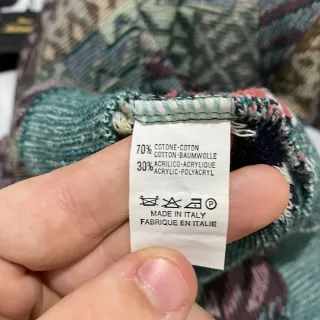 70% COTONE-COTON
COTTON-BAUMWOLLE
30% ACRILICO-ACRYLIQUE
ACRYLIC-POLYACRYL
P
MADE IN ITALY
FABRIQUE EN ITALIE